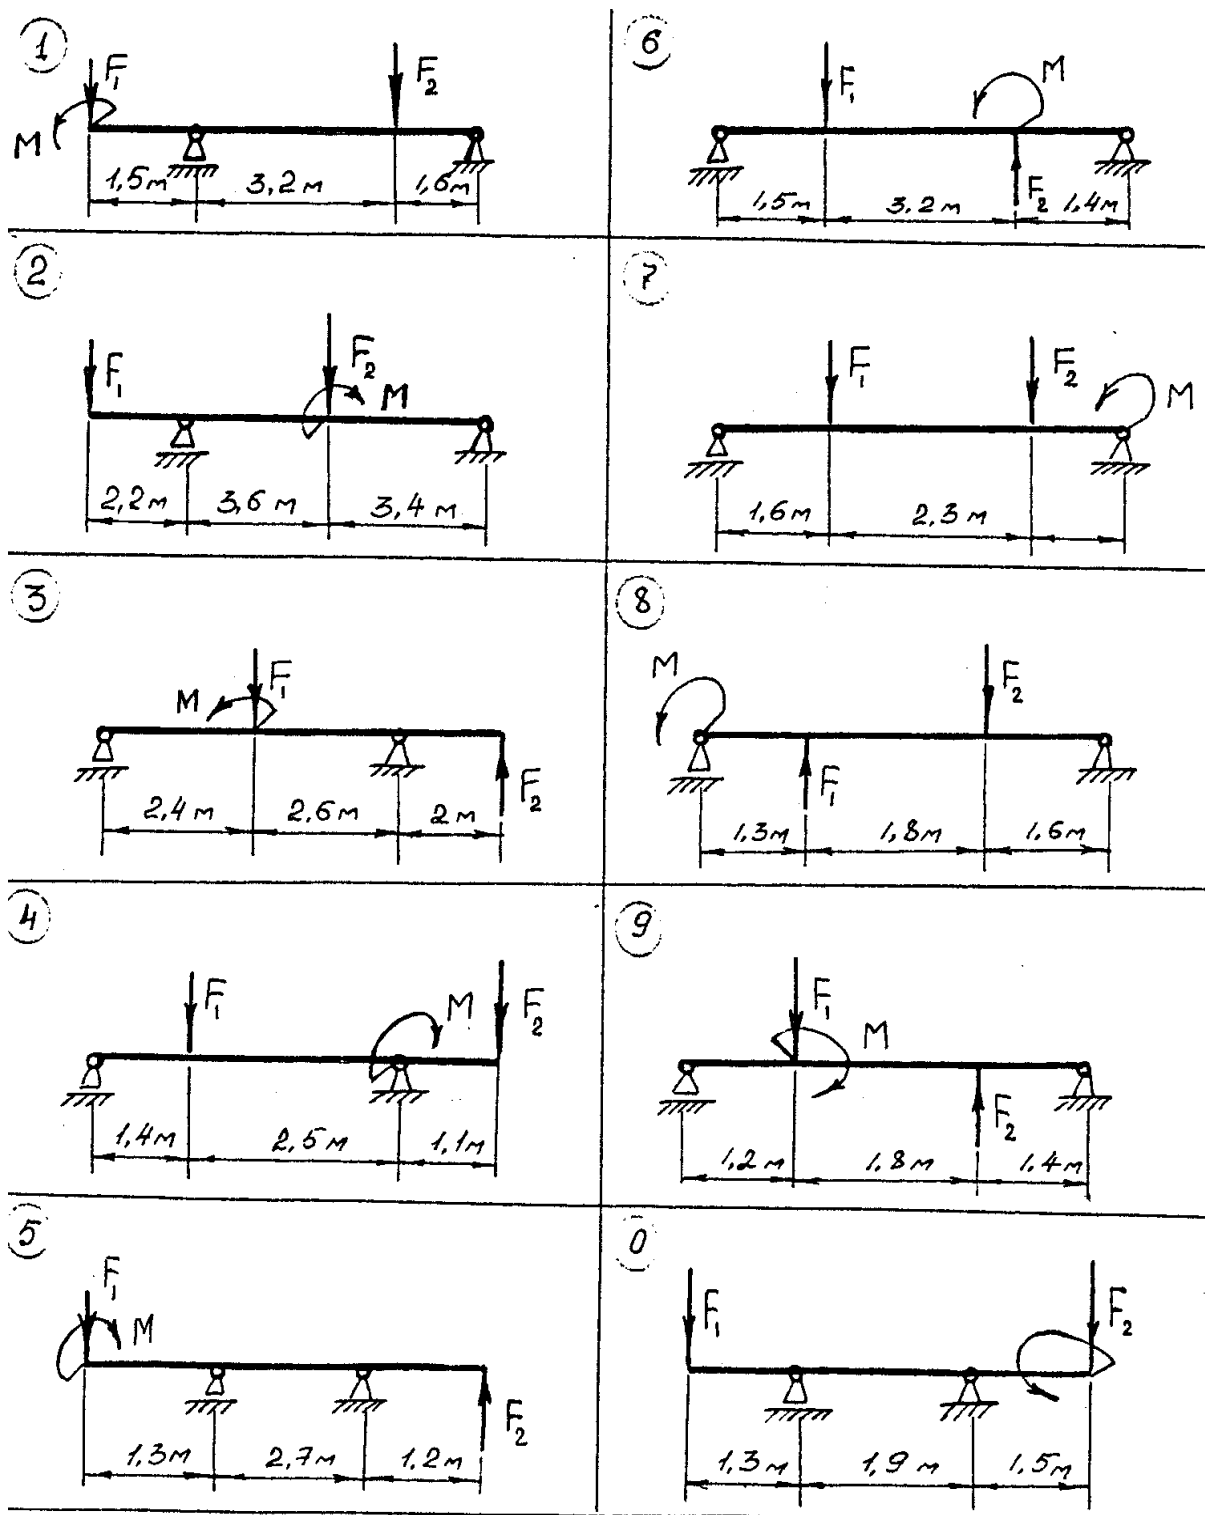 1
F1
F2
M
1,5м 3,2м 1,6м
2
F1
F2
M
2,2м 3,6м 3,4м
3
F1
M
F2
2,4м 2,6м 2м
4
F1
M
F2
1,4м 2,5м 1,1м
5
F1
M
F2
1,3м 2,7м 1,2м
6
F1
M
F2
1,5м 3,2м 1,4м
7
F1
F2
M
1,6м 2,3м
8
M
F2
F1
1,3м 1,8м 1,6м
9
F1
M
F2
1,2м 1,8м 1,4м
0
F1
F2
1,3м 1,9м 1,5м